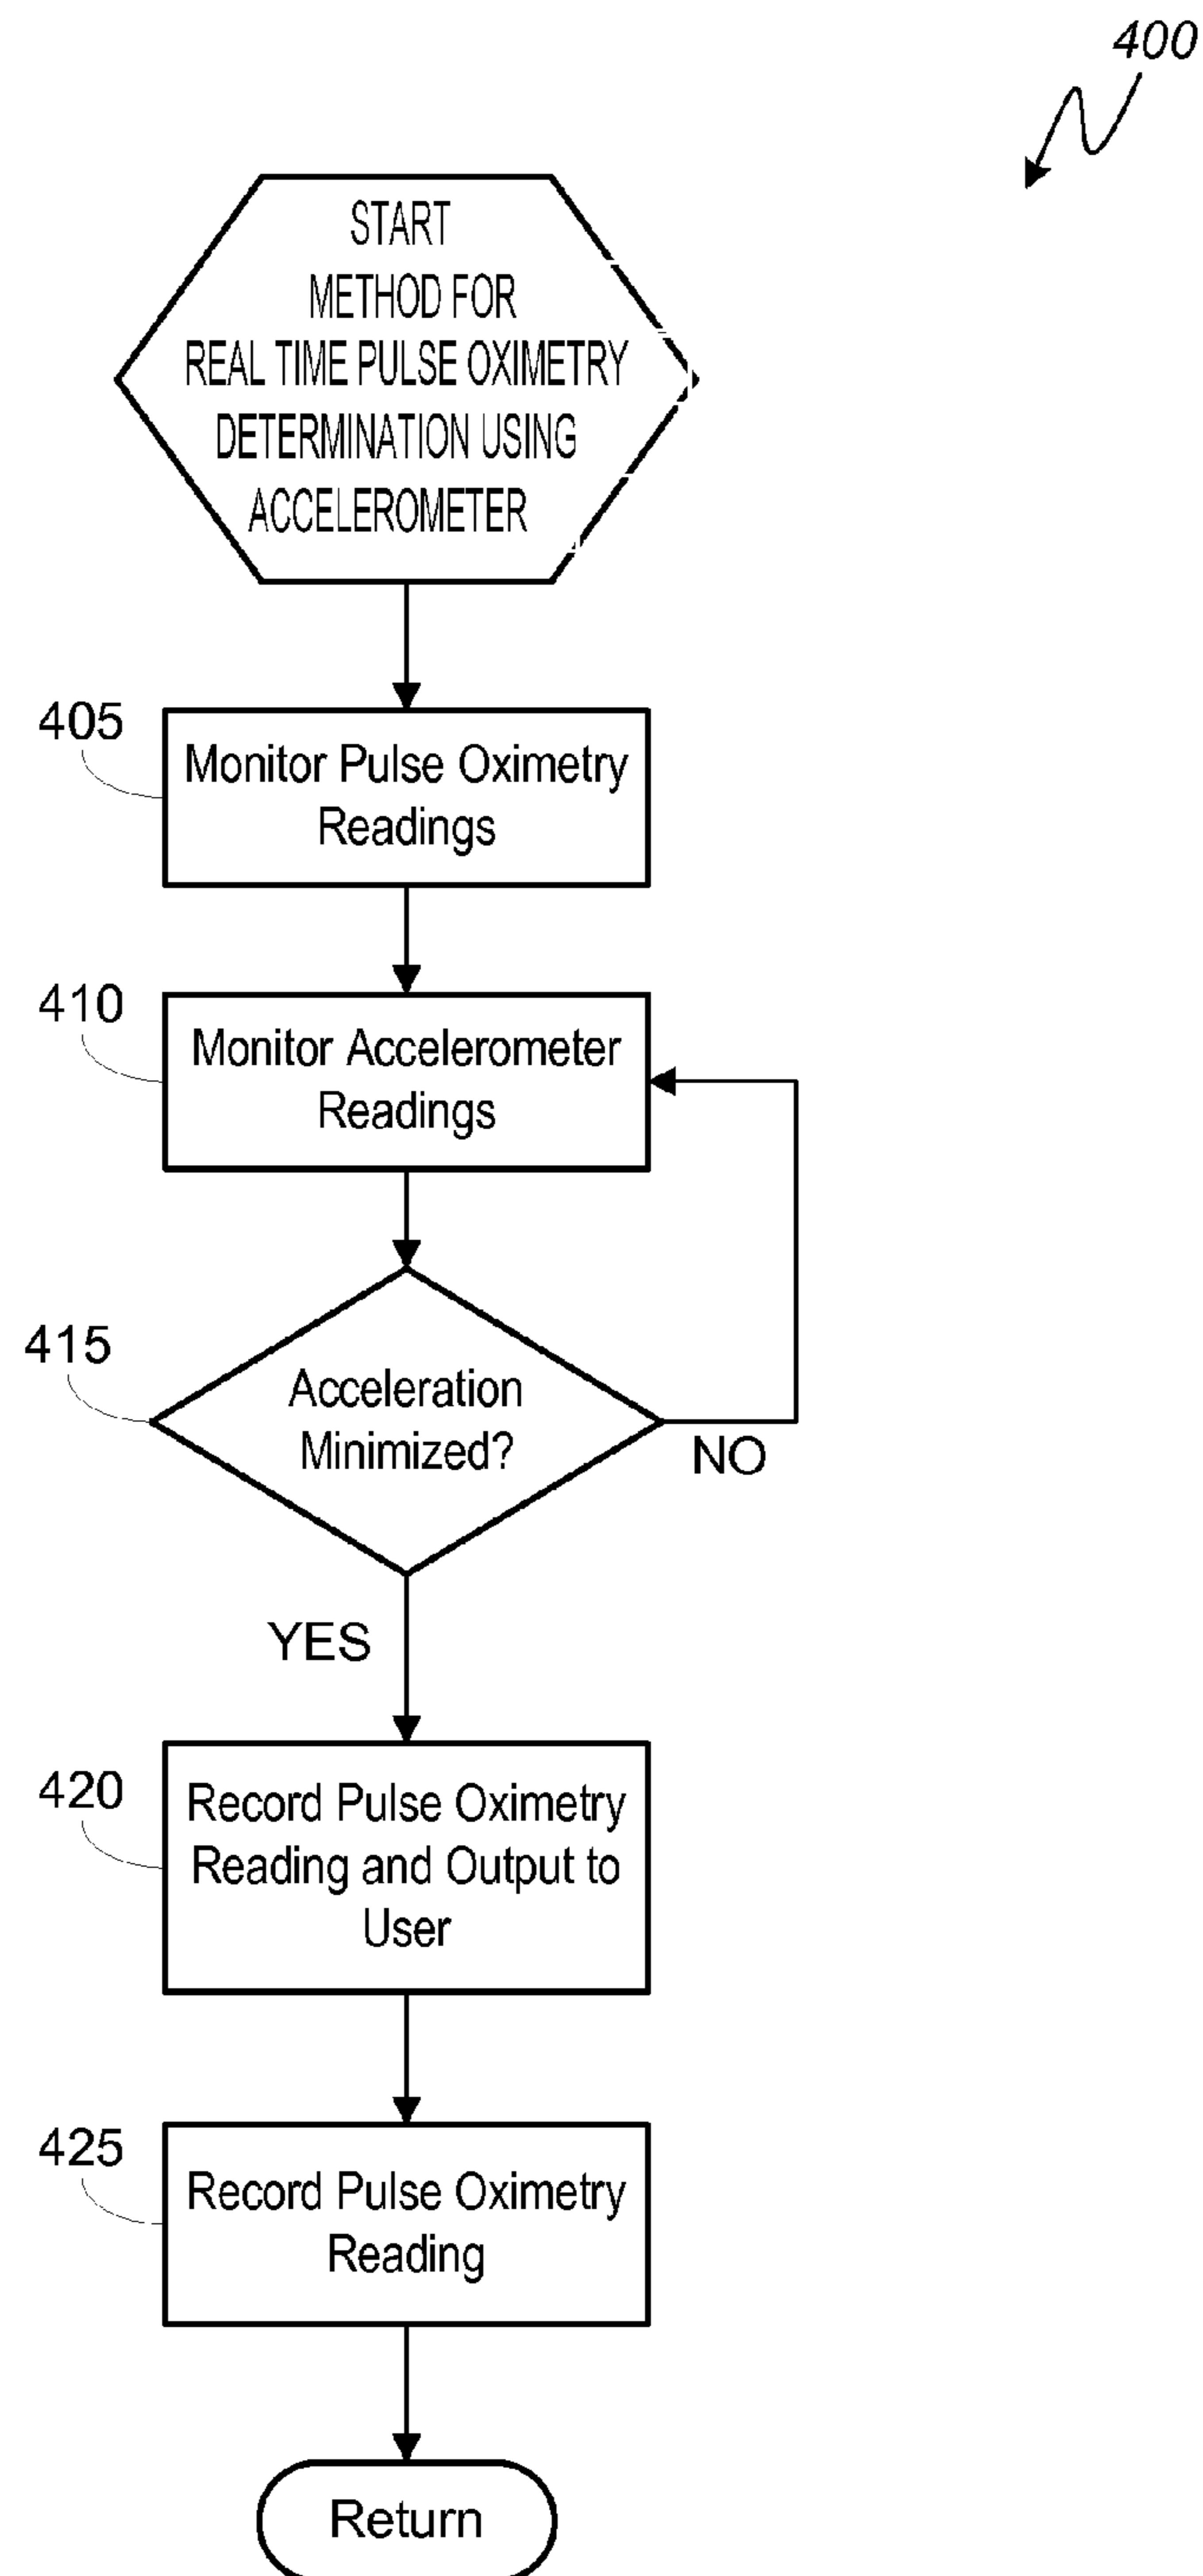 400
START
METHOD FOR
REAL TIME PULSE OXIMETRY
DETERMINATION USING
ACCELEROMETER
405
Monitor Pulse Oximetry
Readings
410
Monitor Accelerometer
Readings
415
Acceleration
Minimized?
NO
YES
420
Record Pulse Oximetry
Reading and Output to
User
425
Record Pulse Oximetry
Reading
Return